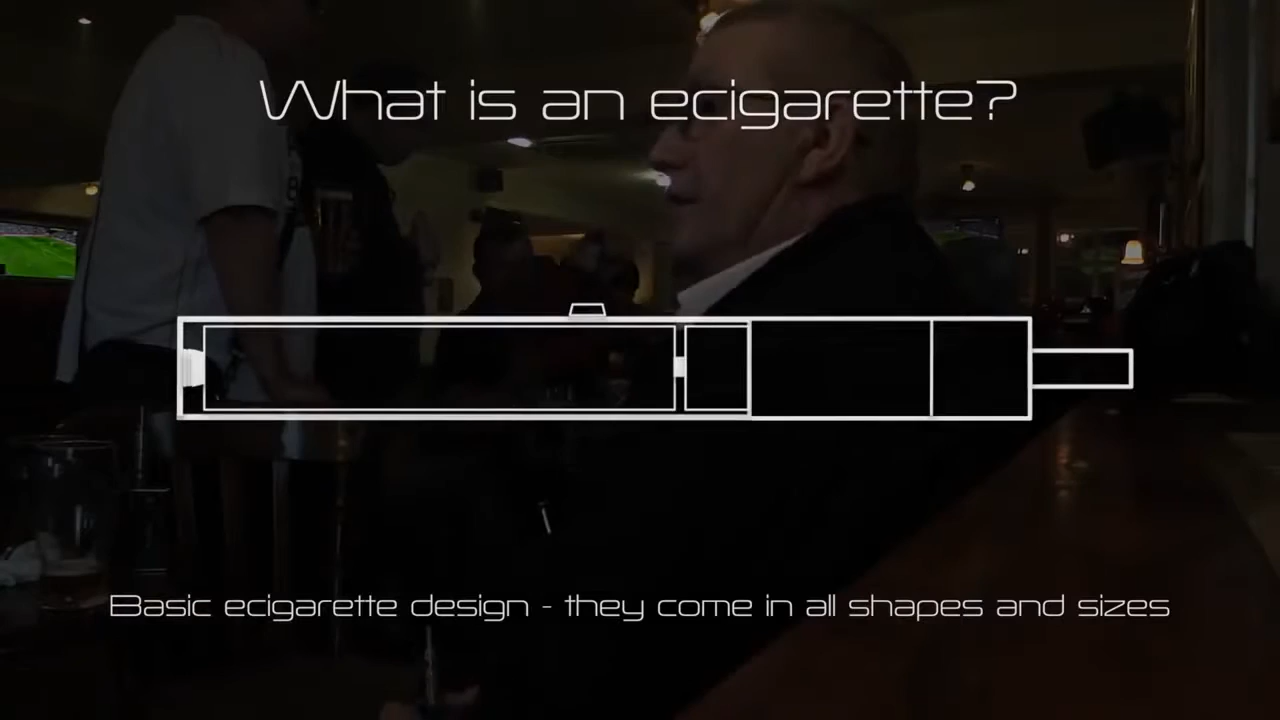 What is an ecigarette?
Basic ecigarette design - they come in all shapes and sizes